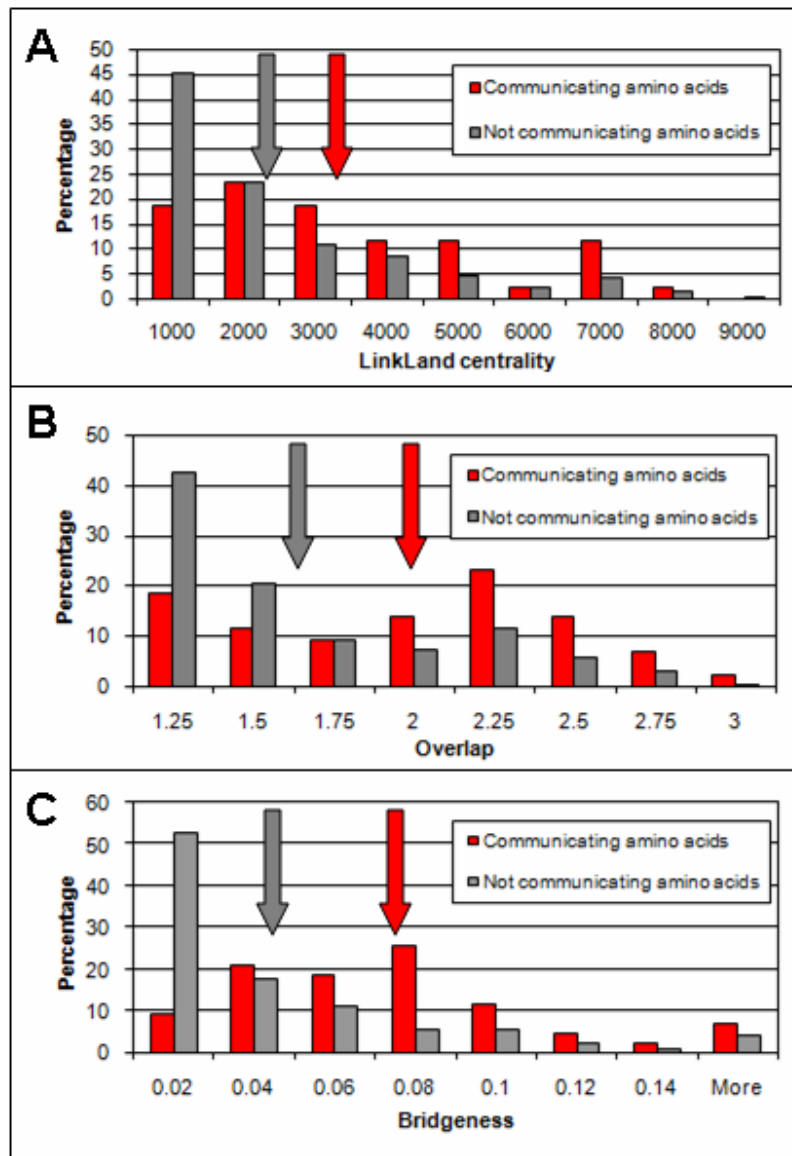 A
50
45
40
35
30
25
20
15
10
5
0
Percentage
Communicating amino acids
Not communicating amino acids
1000 2000 3000 4000 5000 6000 7000 8000 9000
LinkLand centrality
B
50
40
30
20
10
0
Percentage
Communicating amino acids
Not communicating amino acids
1.25 1.5 1.75 2 2.25 2.5 2.75 3
Overlap
C
60
50
40
30
20
10
0
Percentage
Communicating amino acids
Not communicating amino acids
0.02 0.04 0.06 0.08 0.1 0.12 0.14 More
Bridgeness